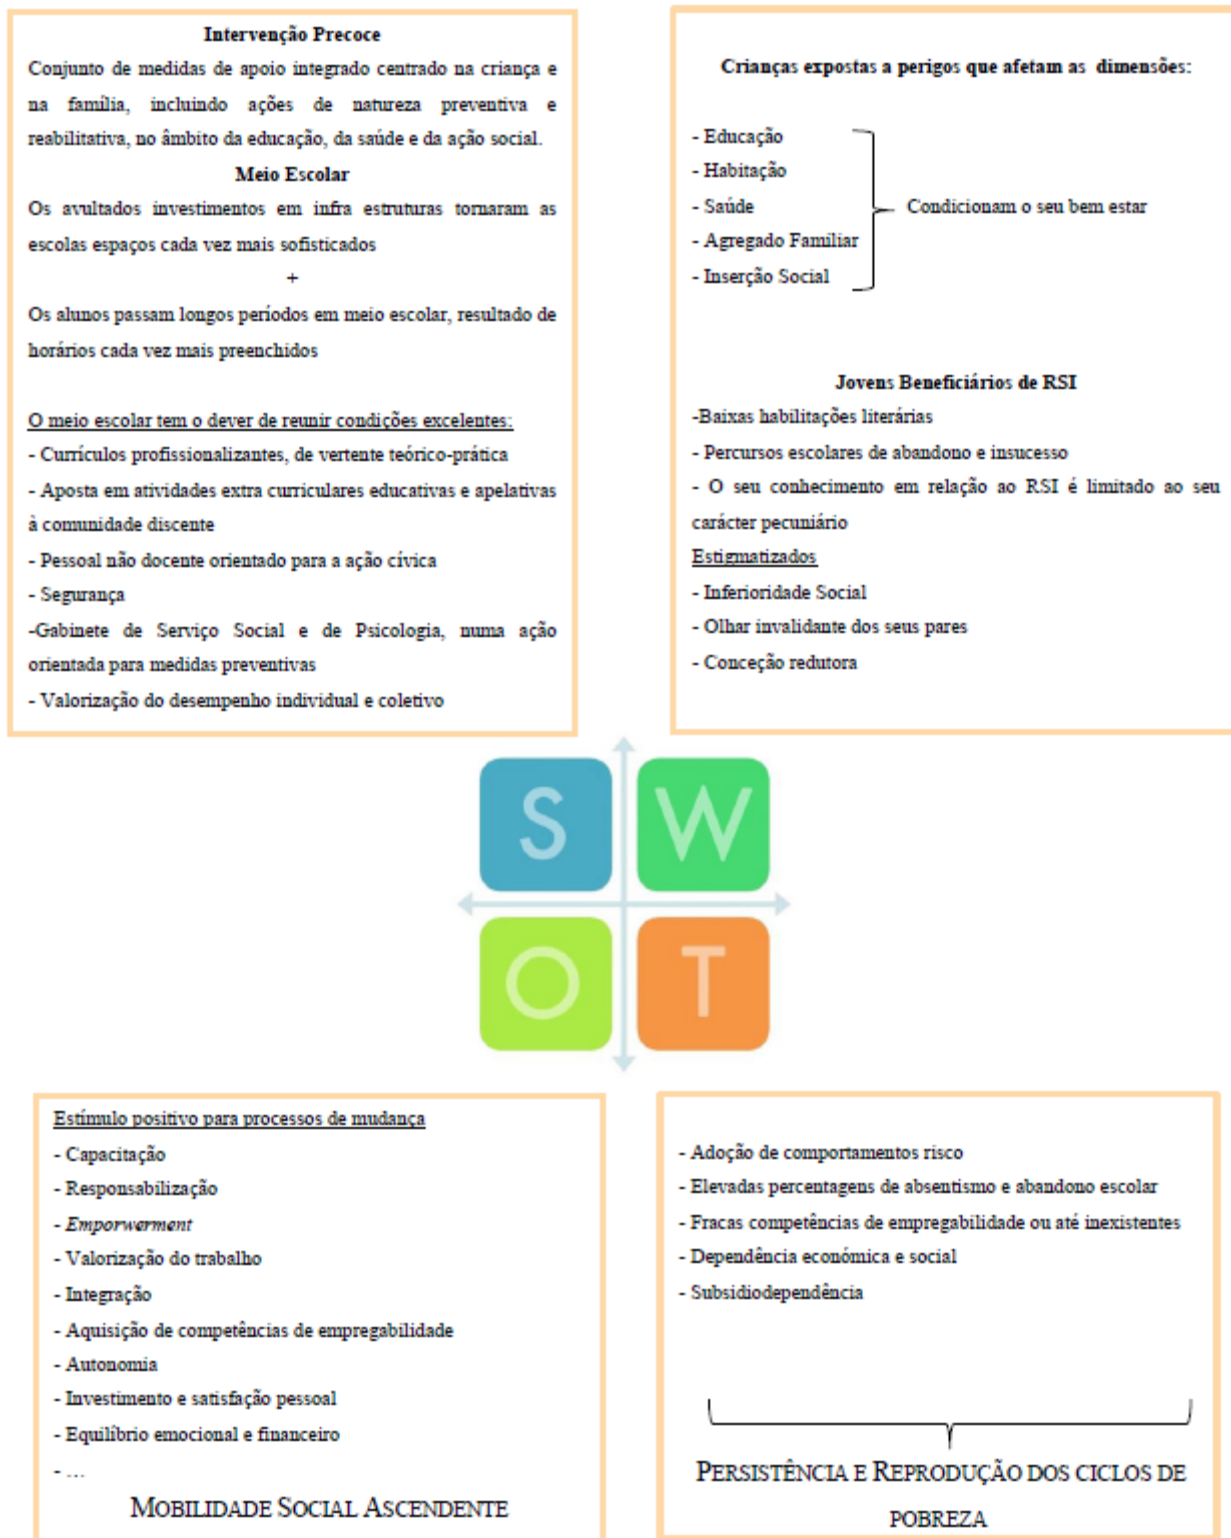 Intervenção Precoce
Conjunto de medidas de apoio integrado centrado na criança e
na família, incluindo ações de natureza preventiva e
reabilitativa, no âmbito da educação, da saúde e da ação social.
Meio Escolar
Os avultados investimentos em infra estruturas tornaram as
escolas espaços cada vez mais sofisticados
+
Os alunos passam longos períodos em meio escolar, resultado de
horários cada vez mais preenchidos
O meio escolar tem o dever de reunir condições excelentes:
- Currículos profissionalizantes, de vertente teórico-prática
- Aposta em atividades extra curriculares educativas e apelativas
à comunidade discente
- Pessoal não docente orientado para a ação cívica
- Segurança
-Gabinete de Serviço Social e de Psicologia, numa ação
orientada para medidas preventivas
- Valorização do desempenho individual e coletivo
Crianças expostas a perigos que afetam as dimensões:
- Educação
- Habitação
- Saúde
- Agregado Familiar
- Inserção Social
Condicionam o seu bem estar
Jovens Beneficiários de RSI
-Baixas habilitações literárias
- Percursos escolares de abandono e insucesso
- O seu conhecimento em relação ao RSI é limitado ao seu
carácter pecuniário
Estigmatizados
- Inferioridade Social
- Olhar invalidante dos seus pares
- Conceção redutora
S W
O T
Estímulo positivo para processos de mudança
- Capacitação
- Responsabilização
- Emporwerment
- Valorização do trabalho
- Integração
- Aquisição de competências de empregabilidade
- Autonomia
- Investimento e satisfação pessoal
- Equilíbrio emocional e financeiro
- …
MOBILIDADE SOCIAL ASCENDENTE
- Adoção de comportamentos risco
- Elevadas percentagens de absentismo e abandono escolar
- Fracas competências de empregabilidade ou até inexistentes
- Dependência económica e social
- Subsidiodependência
PERSISTÊNCIA E REPRODUÇÃO DOS CICLOS DE
POBREZA